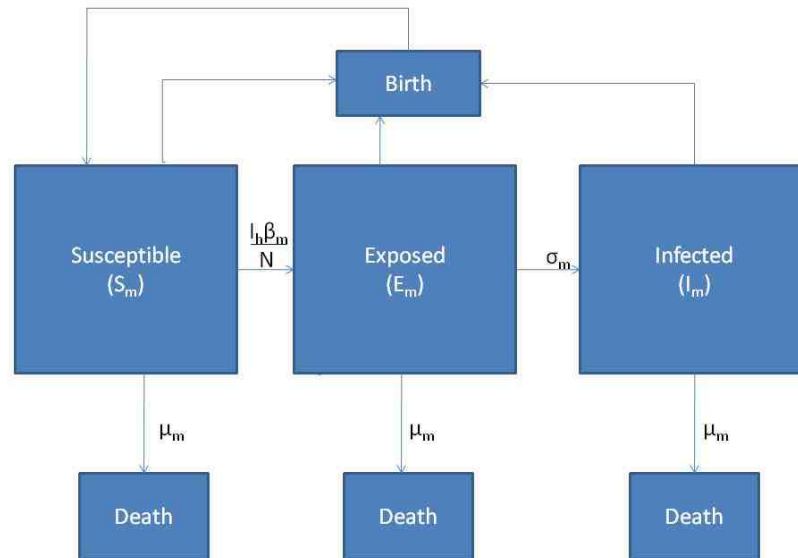 Birth
Susceptible
(Sₘ)
Iₕβₘ
N
Exposed
(Eₘ)
σₘ
Infected
(Iₘ)
μₘ
μₘ
μₘ
Death
Death
Death